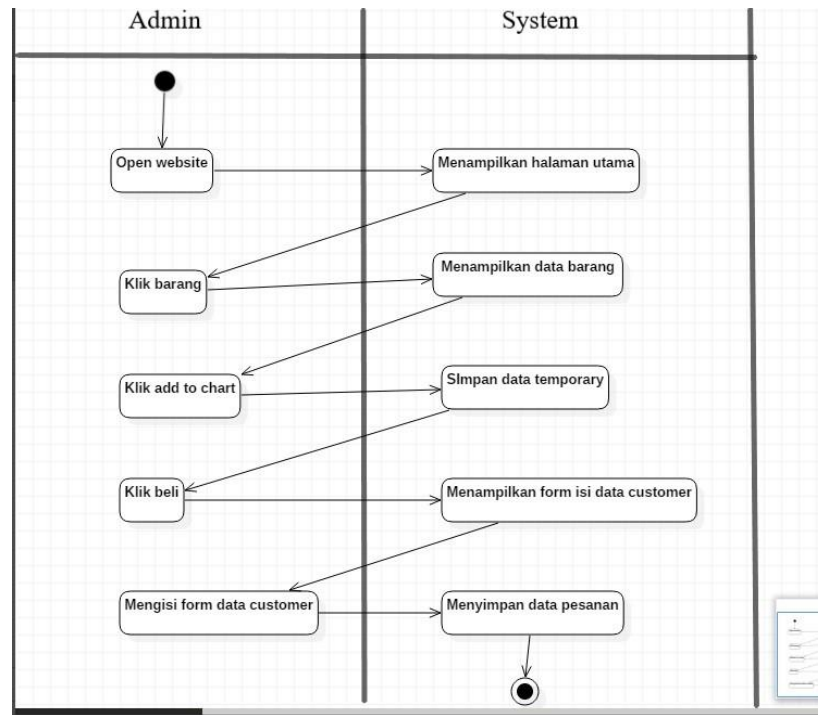 Admin
System
Open website
Menampilkan halaman utama
Klik barang
Menampilkan data barang
Klik add to chart
SImpan data temporary
Klik beli
Menampilkan form isi data customer
Mengisi form data customer
Menyimpan data pesanan